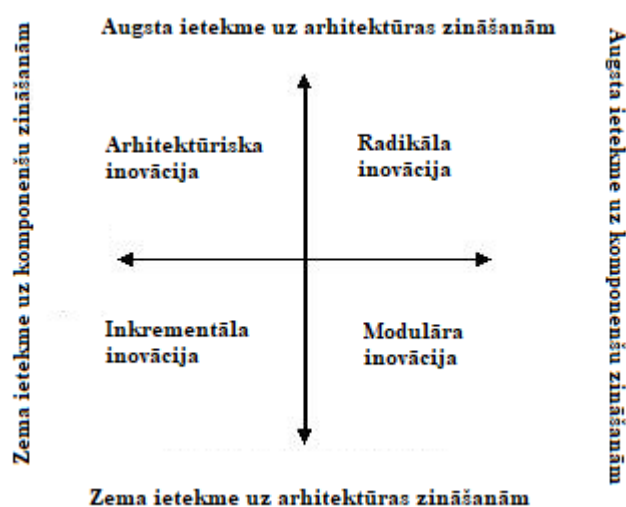 Augsta ietekme uz arhitektūras zināšanām
Zema ietekme uz komponenšu zināšanām
Augsta ietekme uz komponenšu zināšanām
Arhitektūriska
inovācija
Radikāla
inovācija
Inkrementāla
inovācija
Modulāra
inovācija
Zema ietekme uz arhitektūras zināšanām